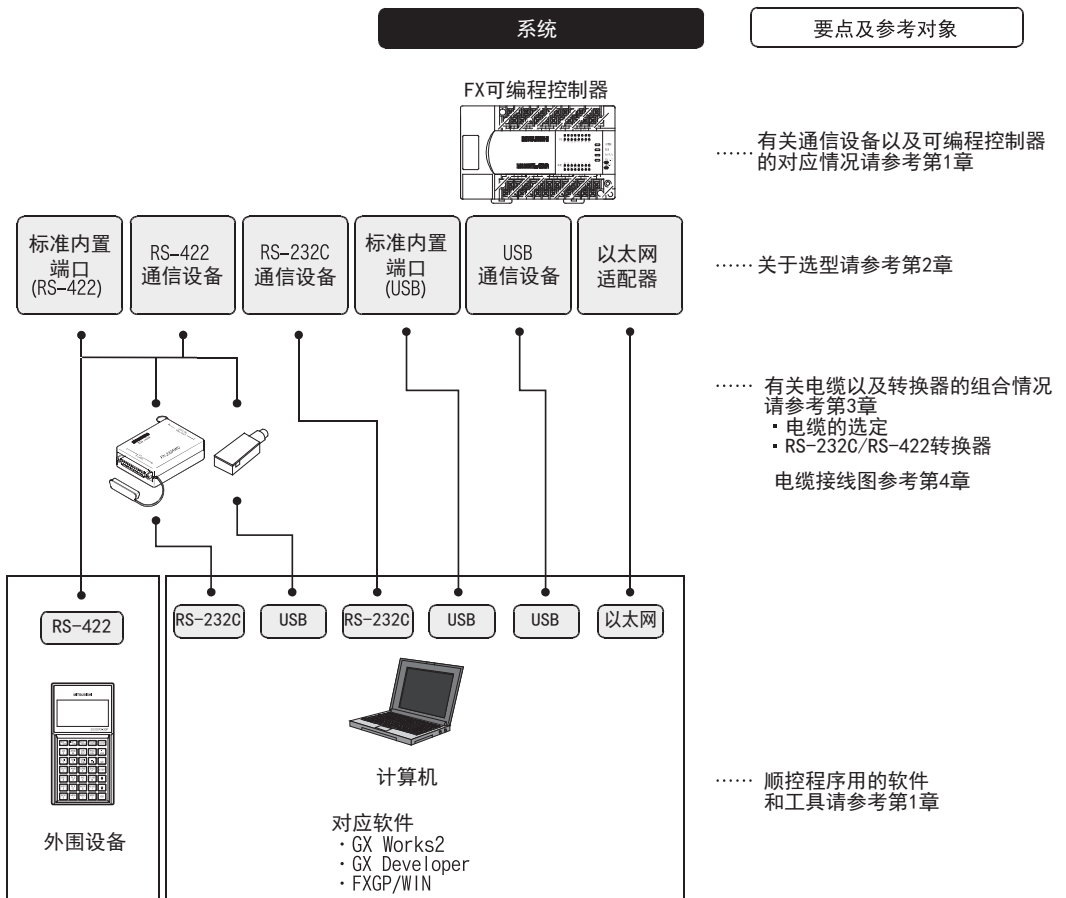 系统
要点及参考对象
FX可编程控制器
MITSUBISHI
……有关通信设备以及可编程控制器
的对应情况请参考第1章
标准内置
端口
(RS-422)
RS-422
通信设备
RS-232C
通信设备
标准内置
端口
(USB)
USB
通信设备
以太网
适配器
……关于选型请参考第2章
…… 有关电缆以及转换器的组合情况
请参考第3章
▪电缆的选定
▪RS-232C/RS-422转换器
电缆接线图参考第4章
RS-422
RS-232C
USB
RS-232C
USB
USB
以太网
MITSUBISHI
外围设备
计算机
对应软件
・GX Works2
・GX Developer
・FXGP/WIN
…… 顺控程序用的软件
和工具请参考第1章